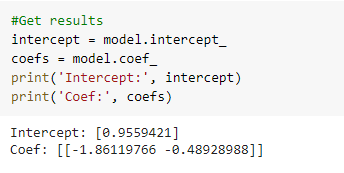 #Get results
intercept = model.intercept_
coefs = model.coef_
print('Intercept:', intercept)
print('Coef:', coefs)
Intercept: [0.9559421]
Coef: [[-1.86119766 -0.48928988]]